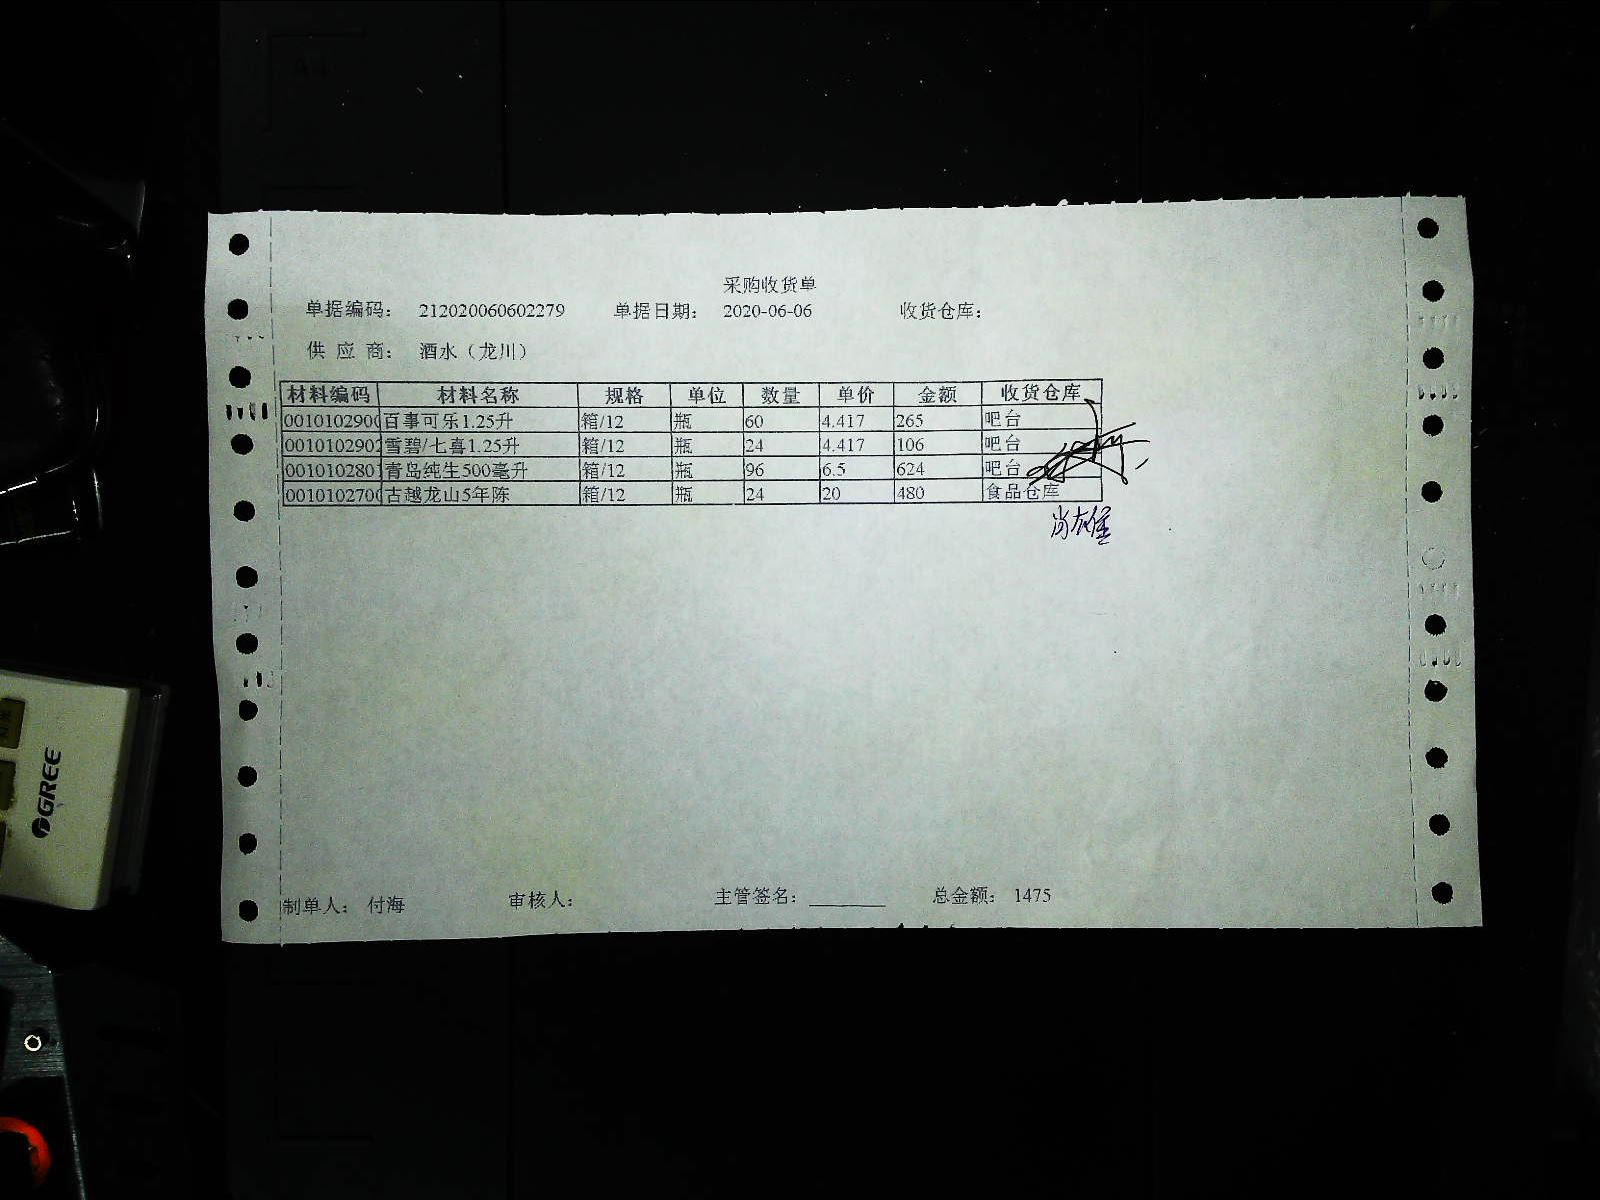 采购收货单
单据编码： 212020060602279 单据日期： 2020-06-06 收货仓库：
供 应 商： 酒水（龙川）
材料编码 材料名称 规格 单位 数量 单价 金额 收货仓库
0010102900 百事可乐1.25升 箱/12 瓶 60 4.417 265 吧台
0010102902 雪碧/七喜1.25升 箱/12 瓶 24 4.417 106 吧台
001010280 青岛纯生500毫升 箱/12 瓶 96 6.5 624 吧台
0010102700 古越龙山5年陈 箱/12 瓶 24 20 480 食品仓库
制单人： 付海 审核人： 主管签名： 总金额： 1475
GREE